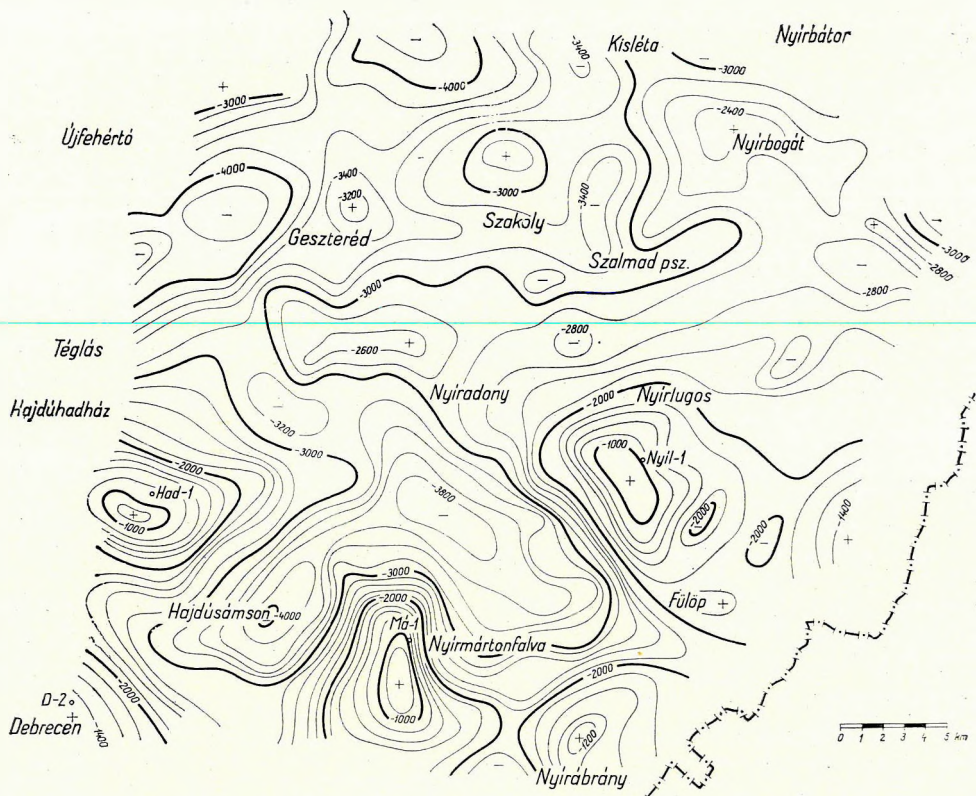 Kisléta
Nyírbátor
-3400
-3000
-4000
-3000
-2400
Újfehértó
Nyírbogát
-4000
-3400
-3200
-3000
-3400
Geszteréd
Szakoly
Szalmad psz.
-3000
-2800
-3000
-2800
-2800
Téglás
-2600
Nyíradony
Nyírlugos
-2000
Hajdúhadház
-3200
-3000
-2000
-1000
Nyíl-1
Had-1
-1000
-3800
-2000
-2000
-1400
-3000
-2000
Hajdúsámson
-4000
Má-1
Nyírmártonfalva
Fülöp
-2000
-2000
D-2
Debrecen
-1400
-1000
-1200
Nyírábrány
0 1 2 3 4 5 km